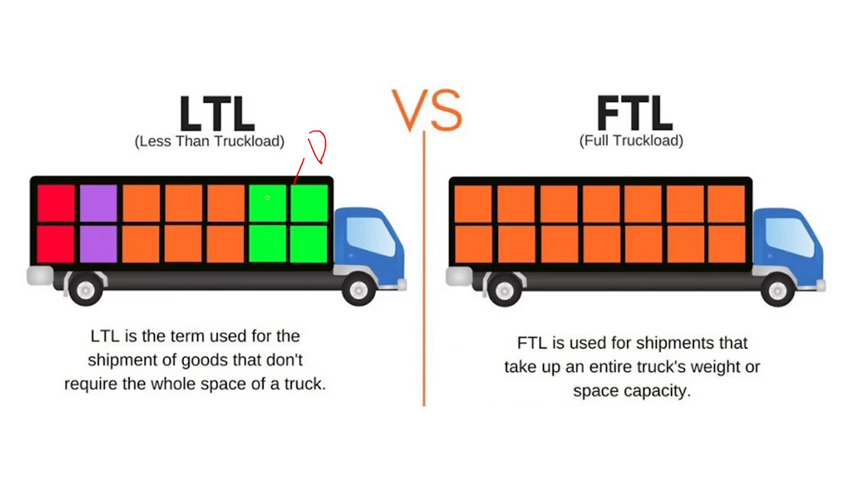 LTL
(Less Than Truckload)
LTL is the term used for the
shipment of goods that don't
require the whole space of a truck.
VS
FTL
(Full Truckload)
FTL is used for shipments that
take up an entire truck's weight or
space capacity.